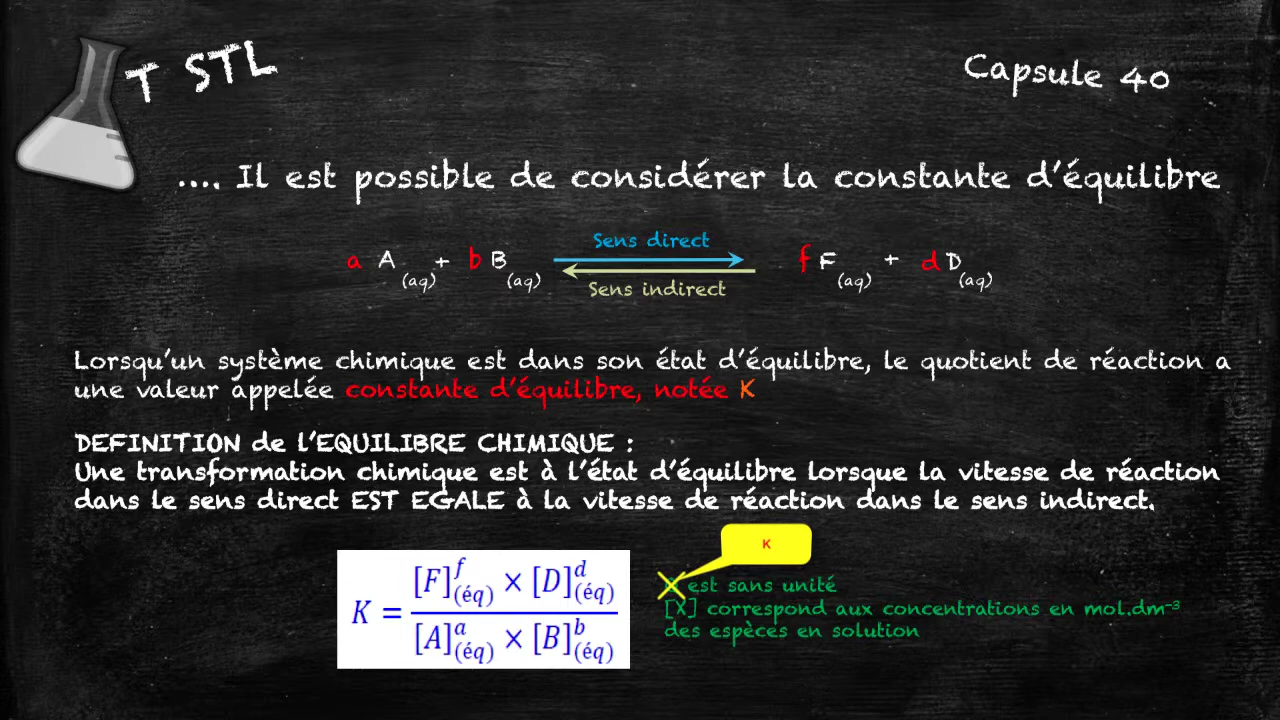 T STL
Capsule 40
.... Il est possible de considérer la constante d'équilibre
Sens direct
a A (aq) + b B (aq) f F (aq) + d D (aq)
Sens indirect
Lorsqu'un système chimique est dans son état d'équilibre, le quotient de réaction a
une valeur appelée constante d'équilibre, notée K
DEFINITION de l'EQUILIBRE CHIMIQUE :
Une transformation chimique est à l'état d'équilibre lorsque la vitesse de réaction
dans le sens direct EST EGALE à la vitesse de réaction dans le sens indirect.
K
K = [F]^f_(éq) × [D]^d_(éq) / [A]^a_(éq) × [B]^b_(éq)
est sans unité
[X] correspond aux concentrations en mol.dm⁻³
des espèces en solution